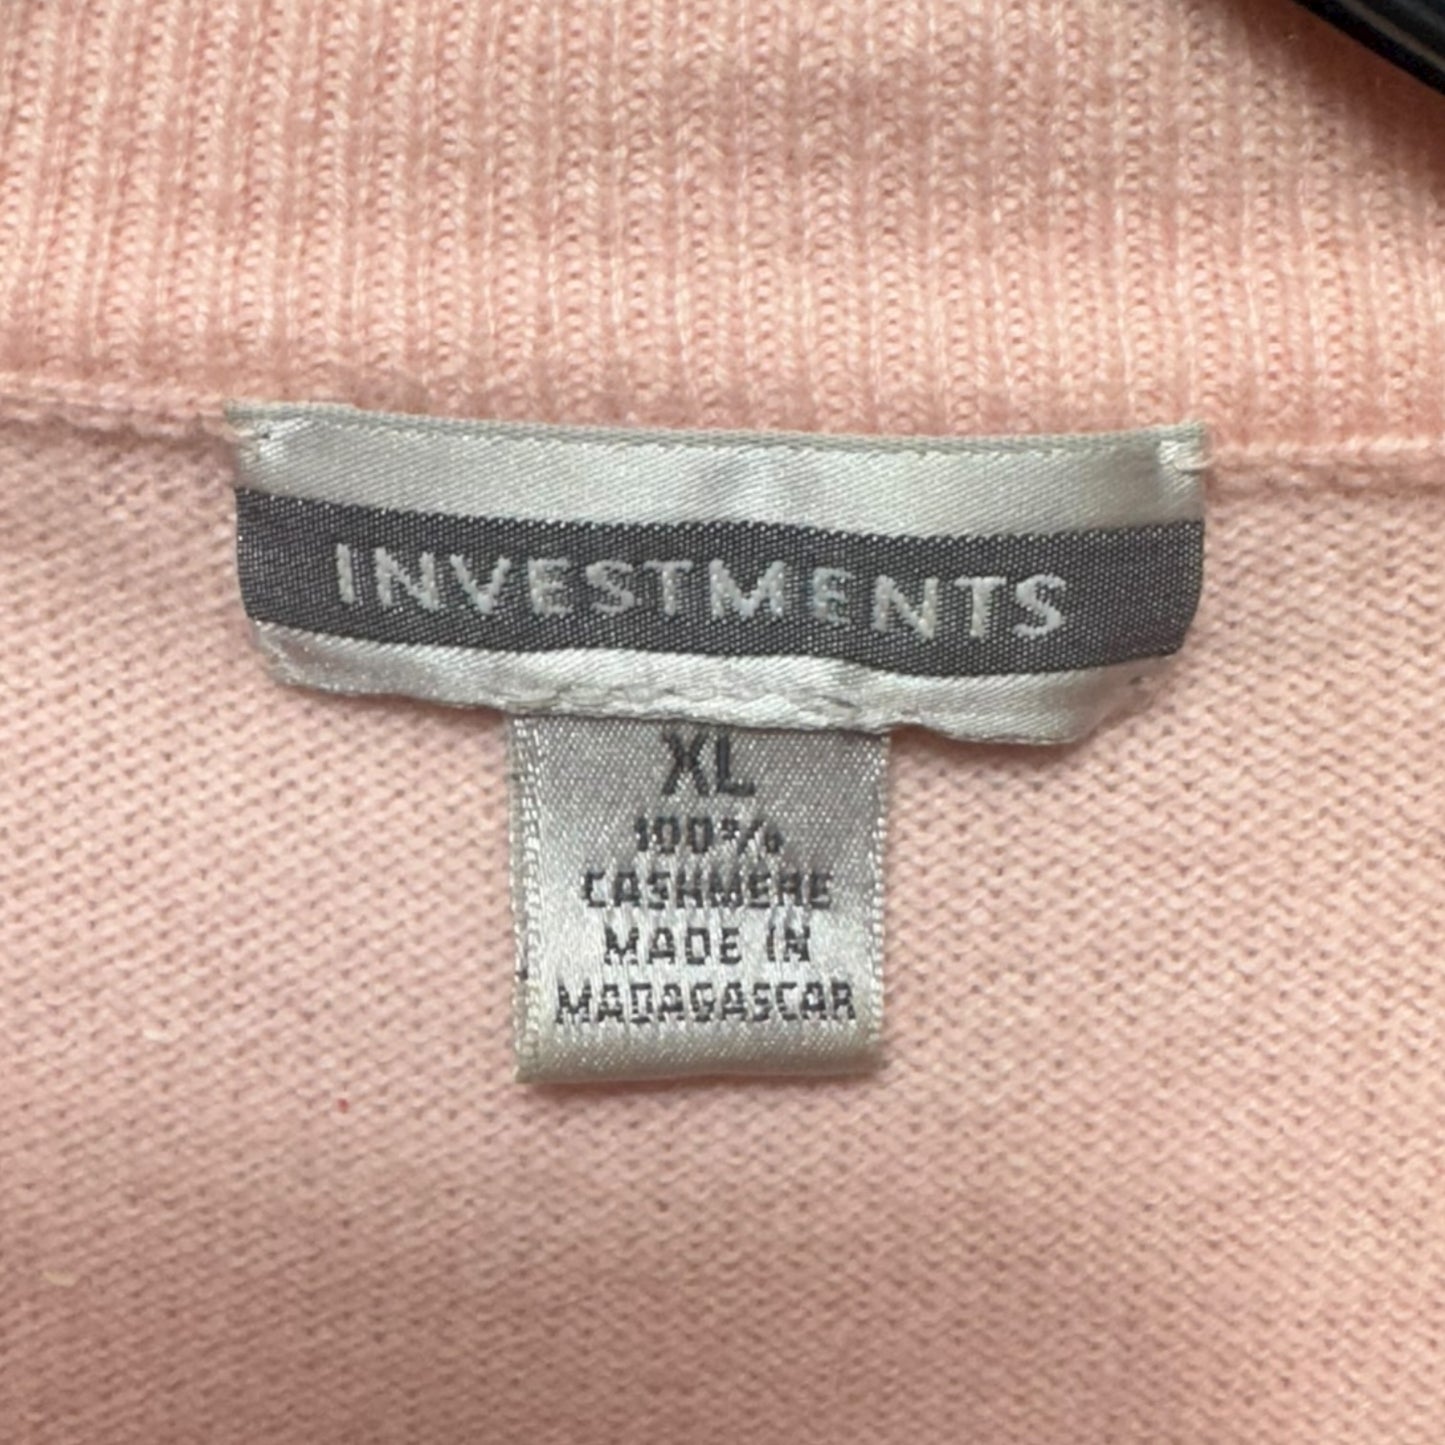 INVESTMENTS
XL
100%
CASHMERE
MADE IN
MADAGASCAR